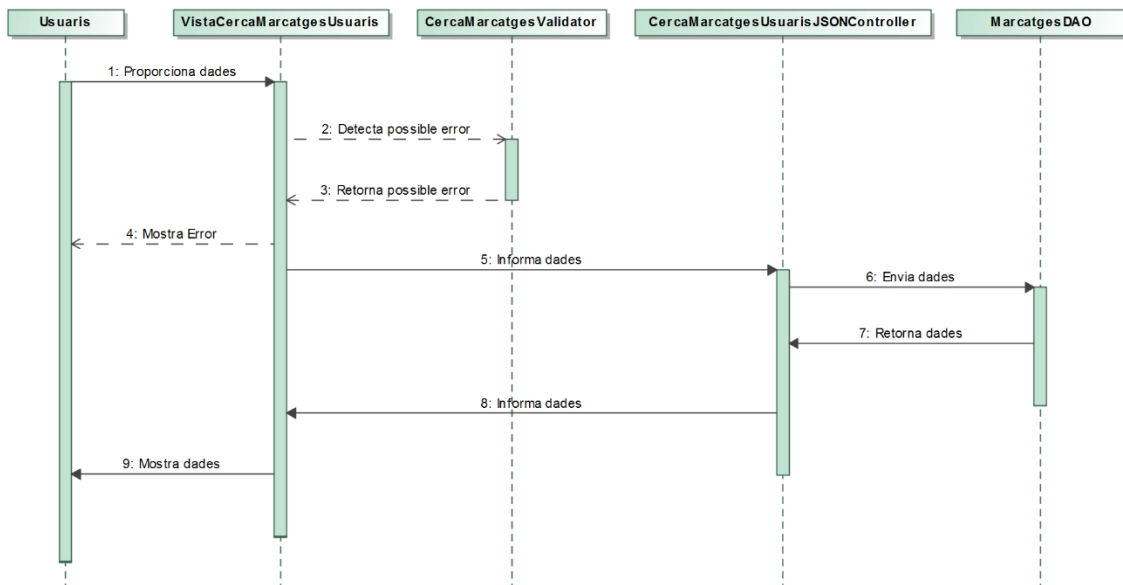 Usuaris
VistaCercaMarcatgesUsuaris
CercaMarcatgesValidator
CercaMarcatgesUsuarisJSONController
MarcatgesDAO
1: Proporciona dades
2: Detecta possible error
3: Retorna possible error
4: Mostra Error
5: Informa dades
6: Envia dades
7: Retorna dades
8: Informa dades
9: Mostra dades